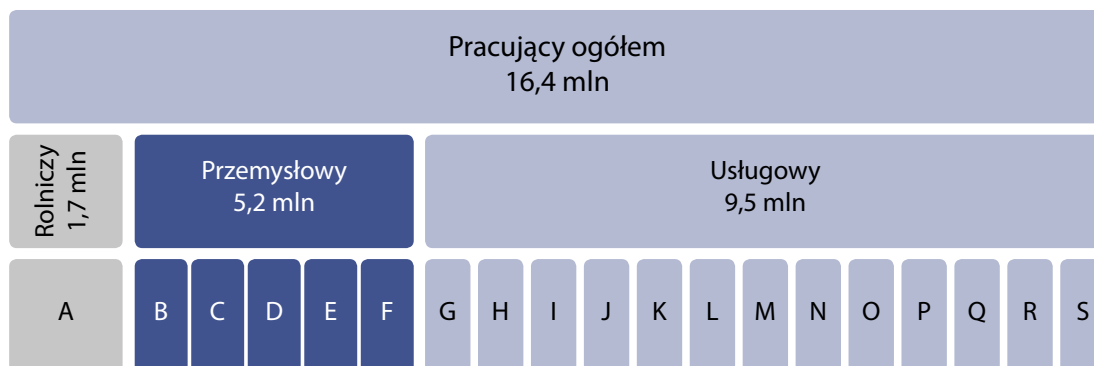 Pracujący ogółem
16,4 mln
Rolniczy
1,7 mln
Przemysłowy
5,2 mln
Usługowy
9,5 mln
A B C D E F G H I J K L M N O P Q R S